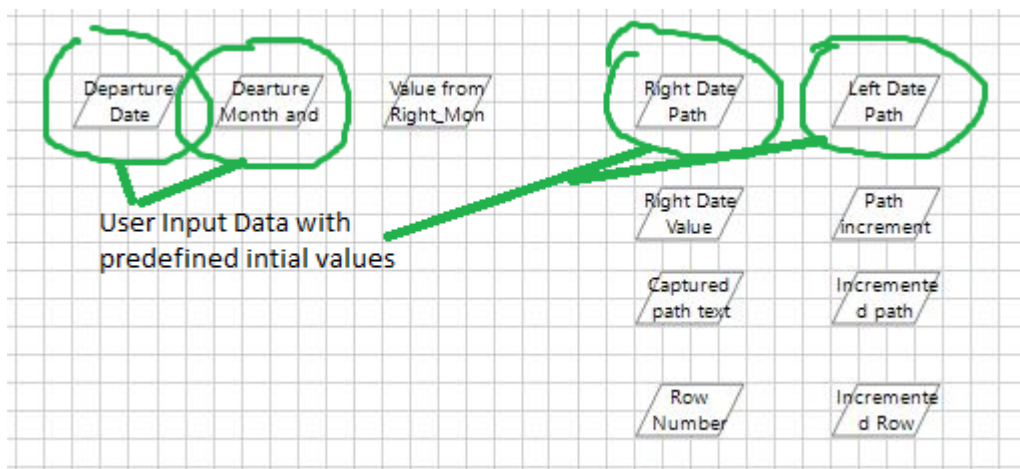 Departure
Date
Dearture
Month and
Value from
Right_Mon
Right Date
Path
Left Date
Path
User Input Data with
predefined intial values
Right Date
Value
Path
increment
Captured
path text
Incremente
d path
Row
Number
Incremente
d Row